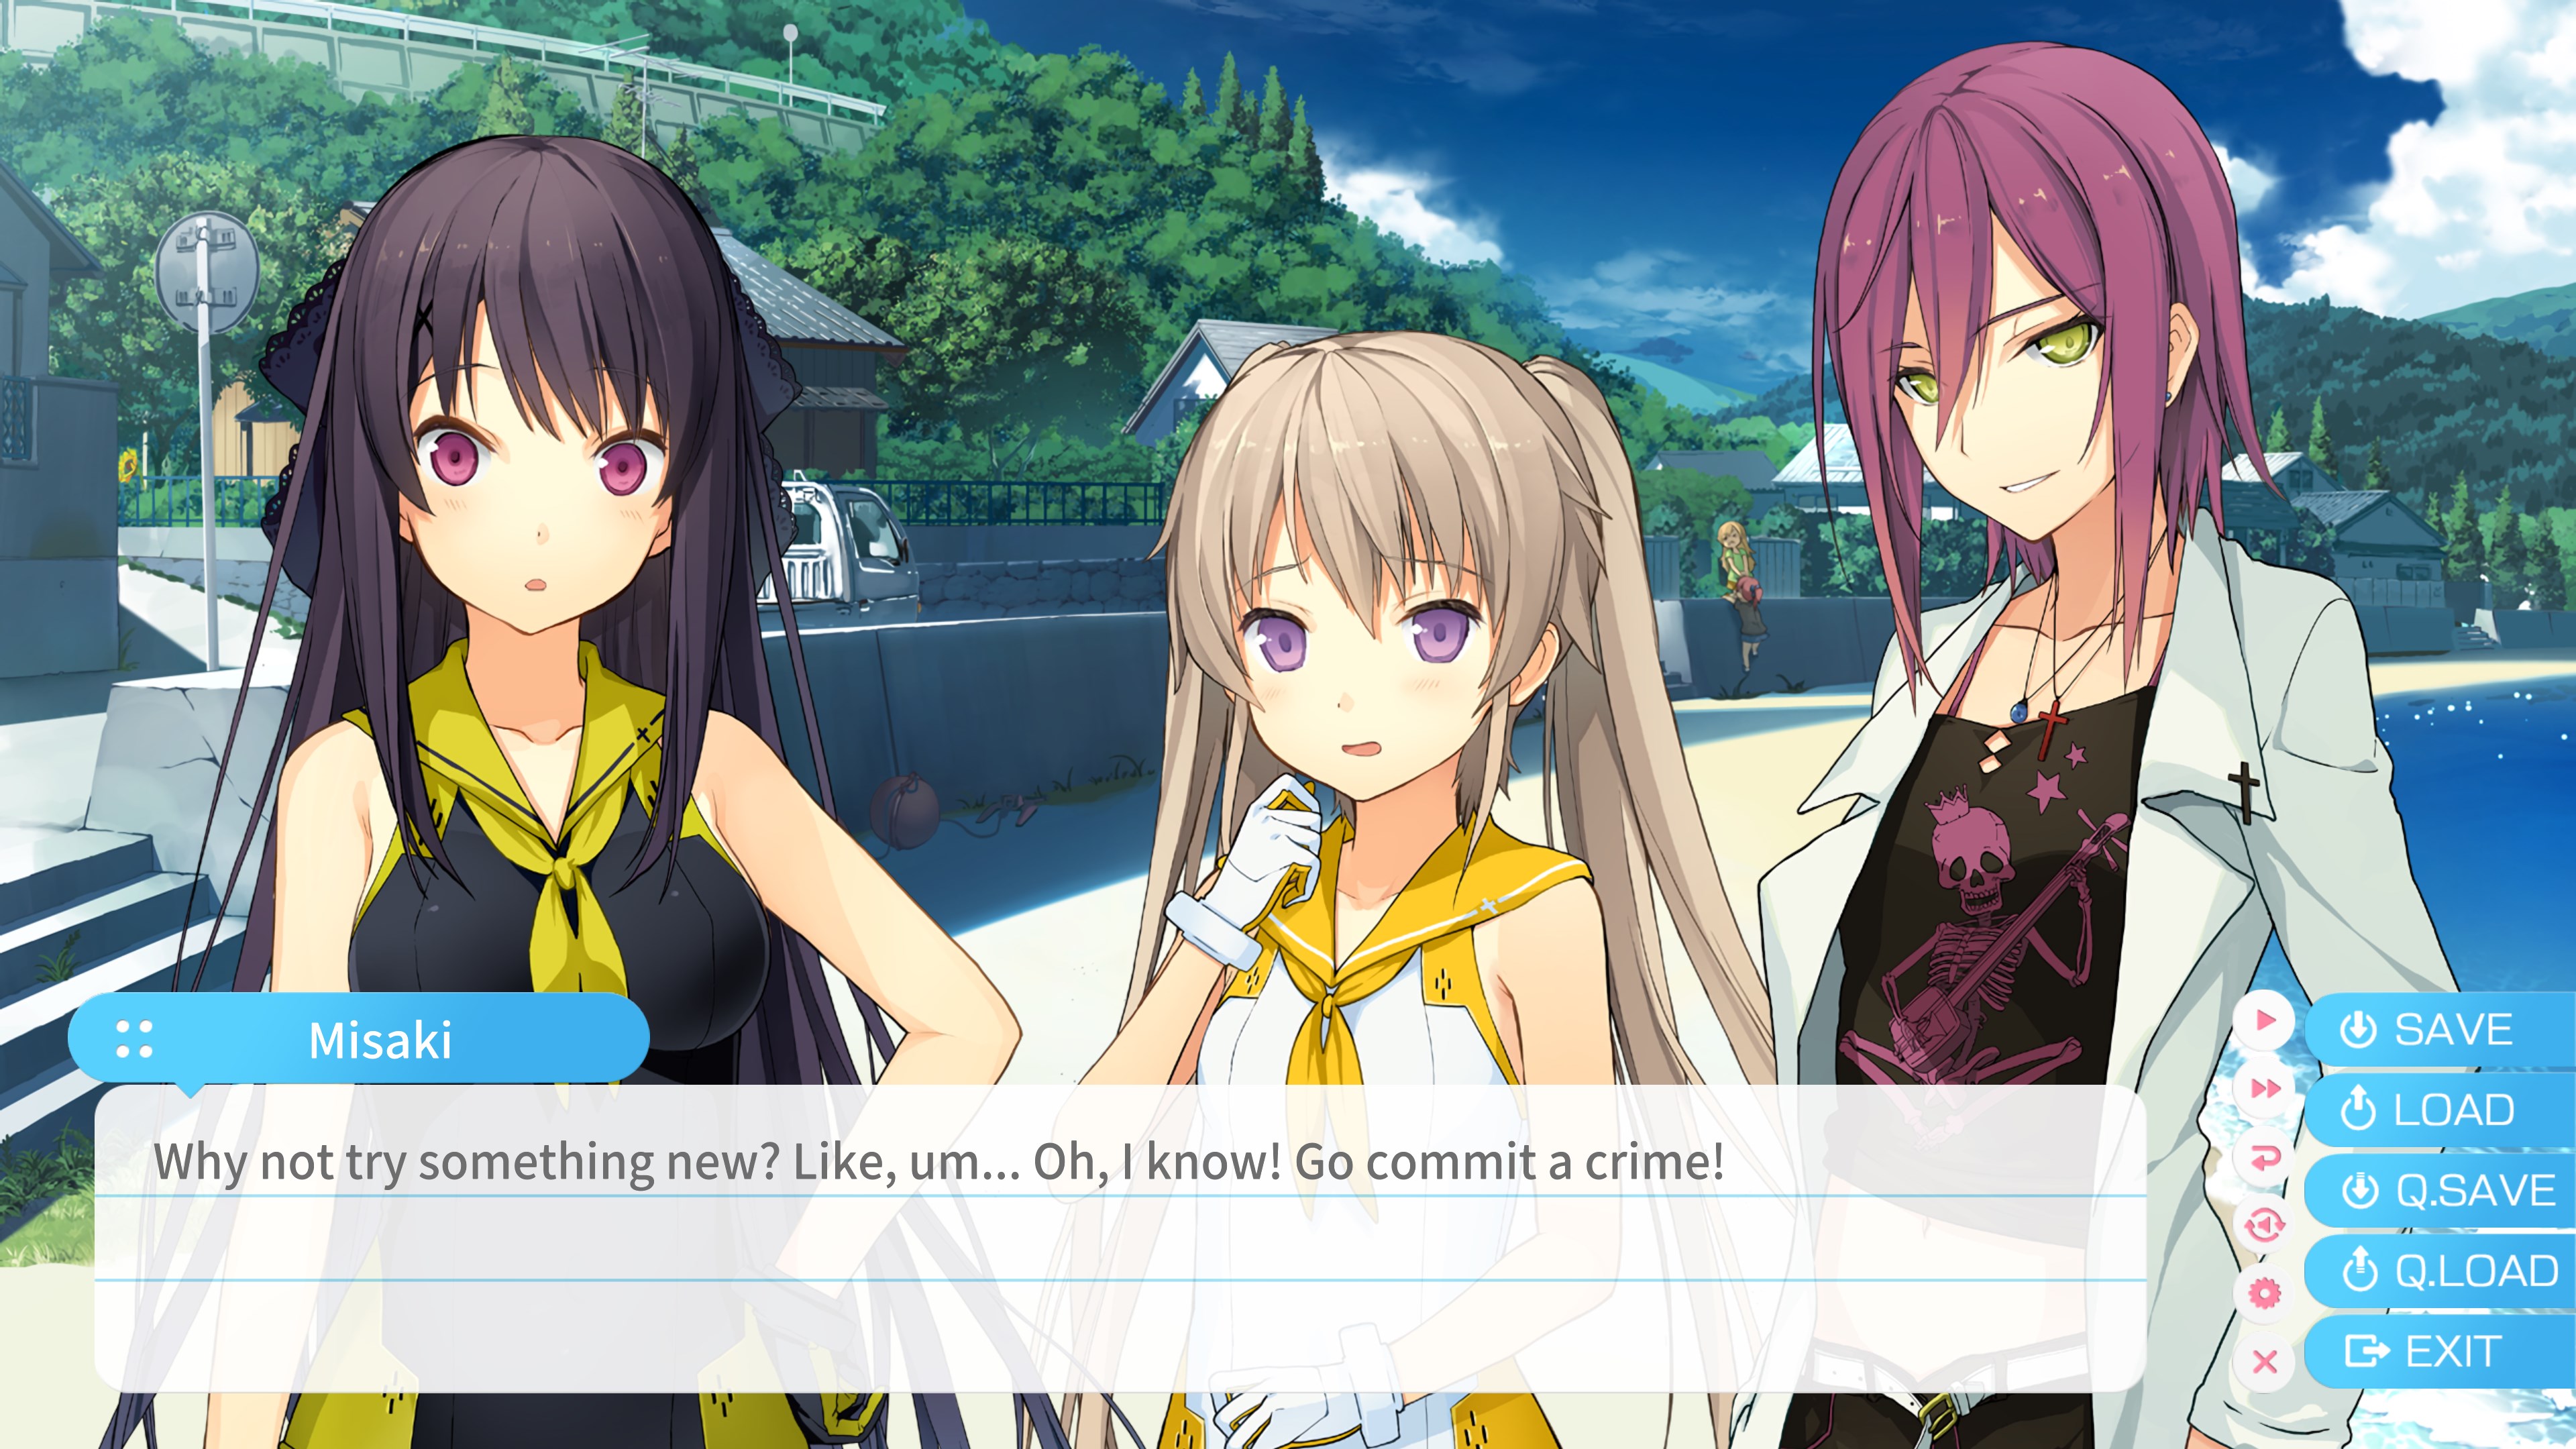 Misaki
Why not try something new? Like, um... Oh, I know! Go commit a crime!
SAVE
LOAD
Q.SAVE
Q.LOAD
EXIT